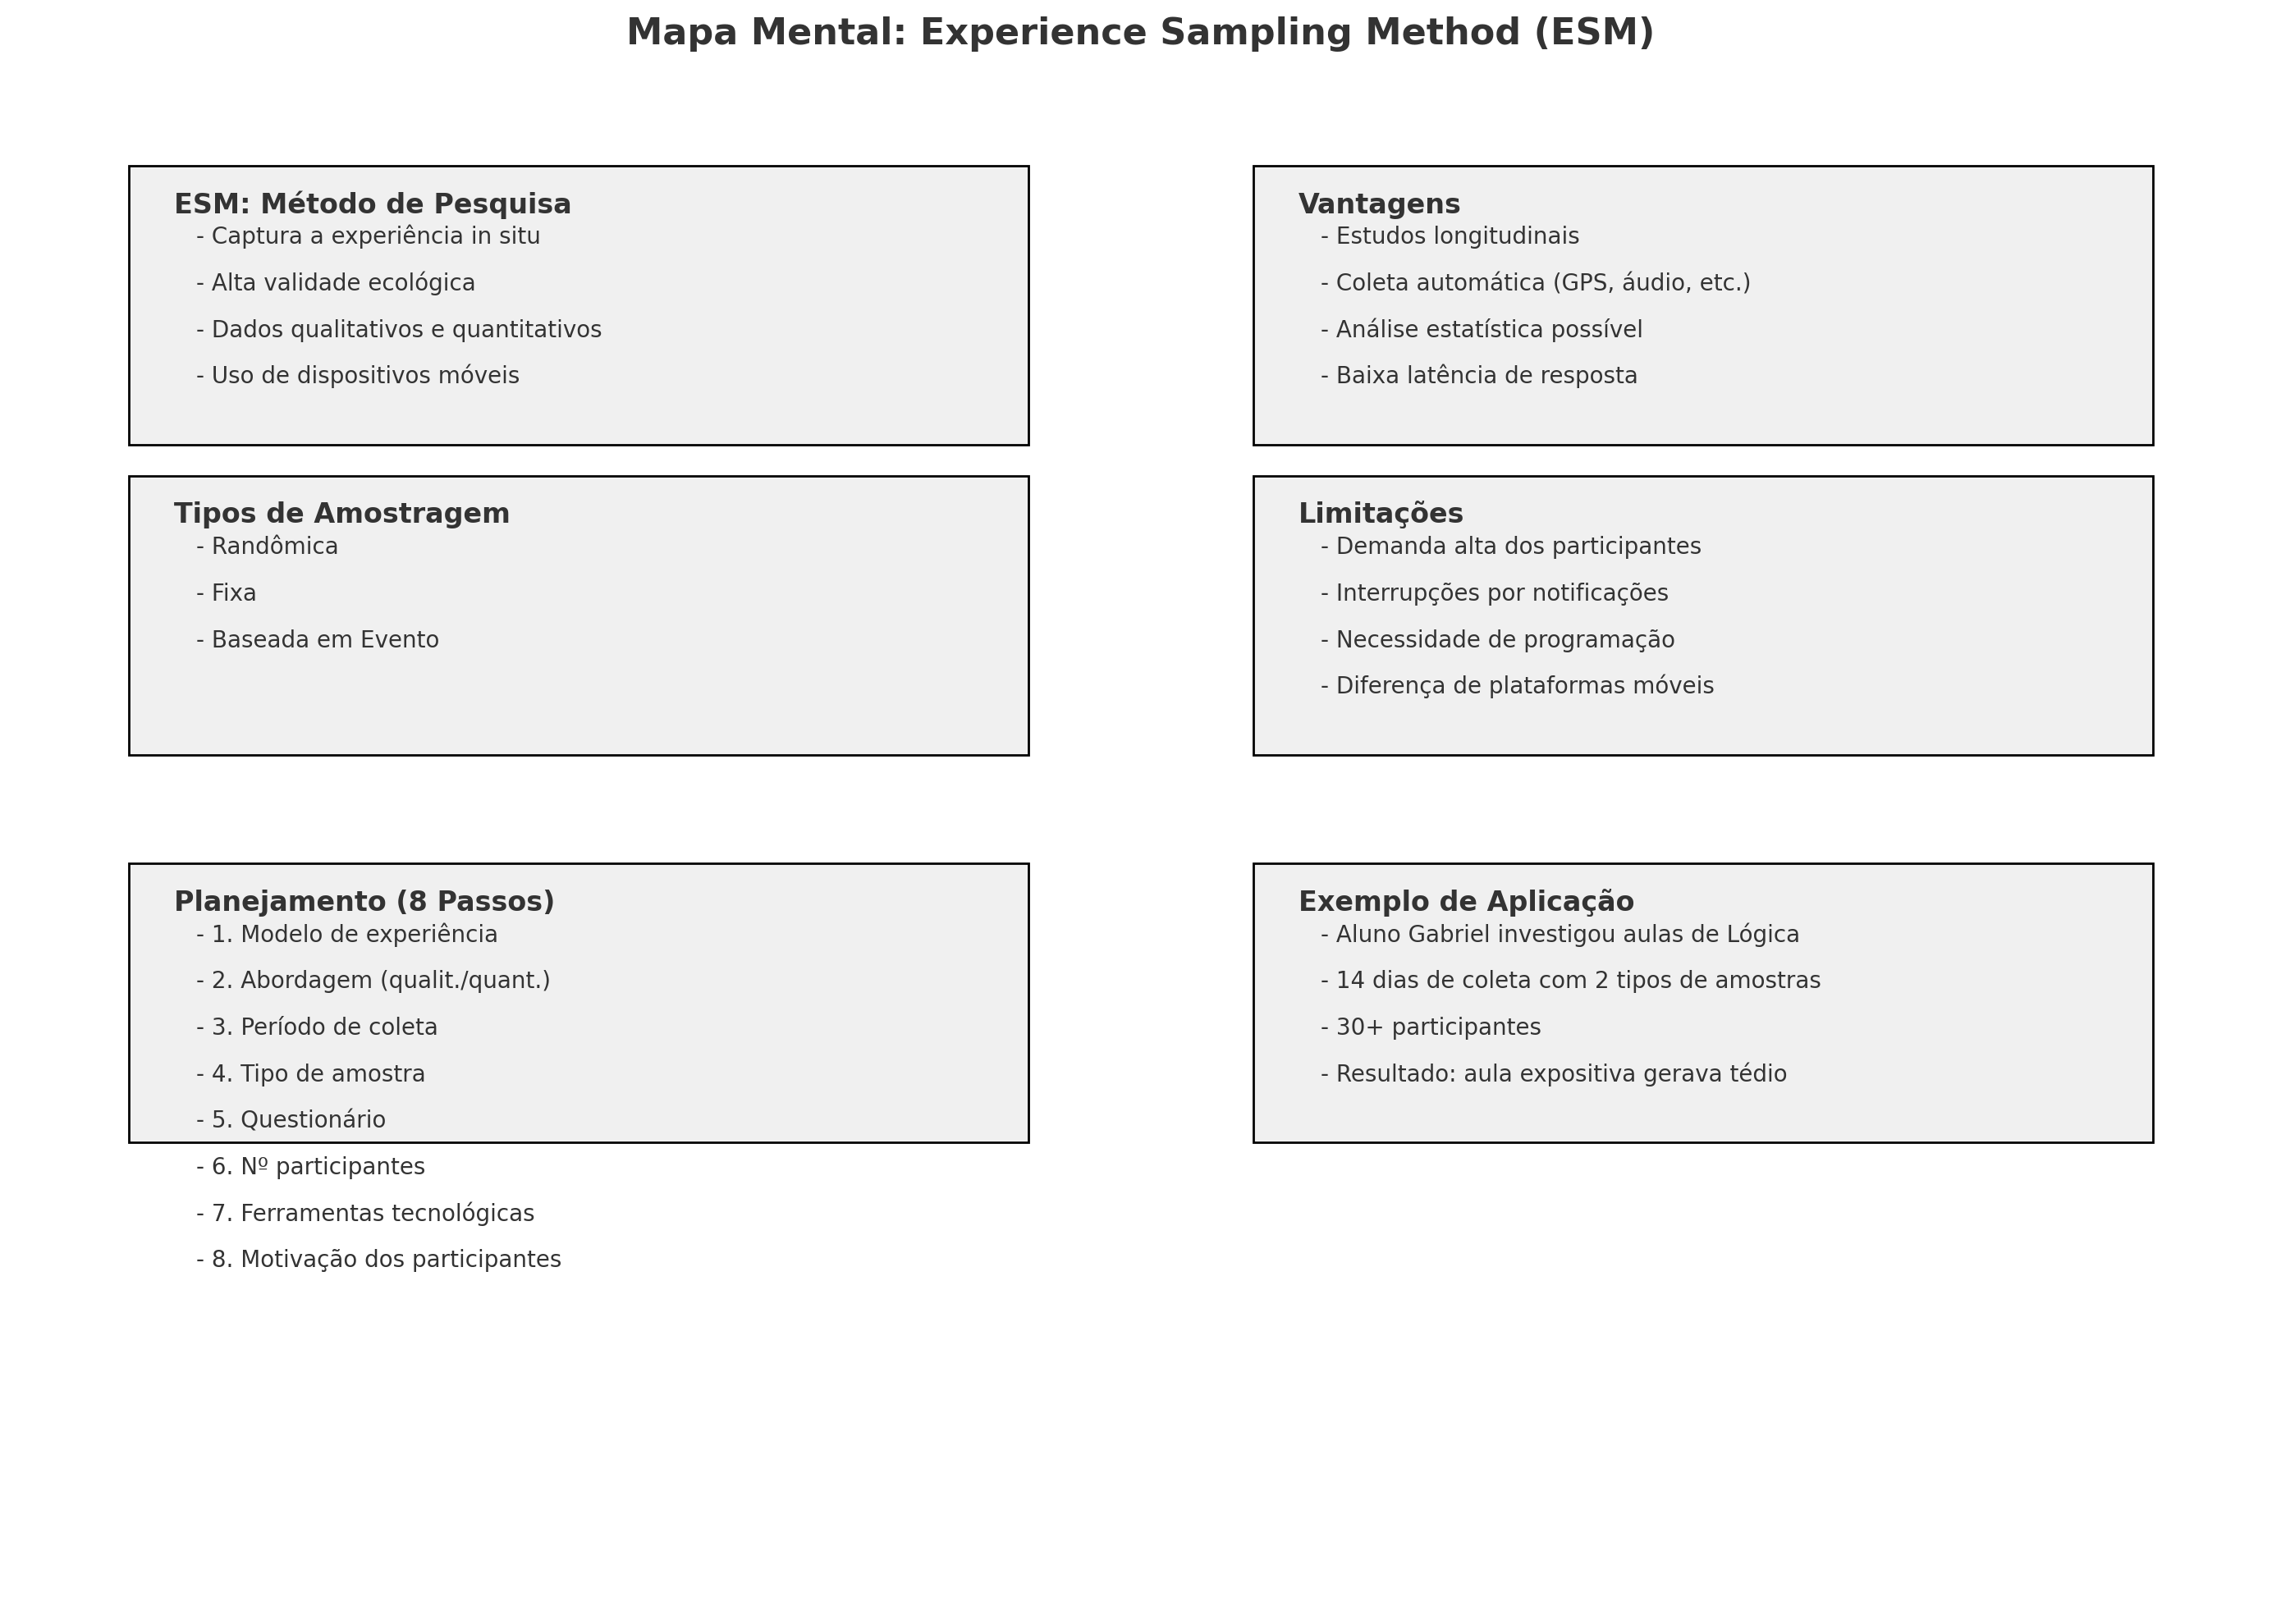 Mapa Mental: Experience Sampling Method (ESM)
ESM: Método de Pesquisa
- Captura a experiência in situ
- Alta validade ecológica
- Dados qualitativos e quantitativos
- Uso de dispositivos móveis
Vantagens
- Estudos longitudinais
- Coleta automática (GPS, áudio, etc.)
- Análise estatística possível
- Baixa latência de resposta
Tipos de Amostragem
- Randômica
- Fixa
- Baseada em Evento
Limitações
- Demanda alta dos participantes
- Interrupções por notificações
- Necessidade de programação
- Diferença de plataformas móveis
Planejamento (8 Passos)
- 1. Modelo de experiência
- 2. Abordagem (qualit./quant.)
- 3. Período de coleta
- 4. Tipo de amostra
- 5. Questionário
- 6. Nº participantes
- 7. Ferramentas tecnológicas
- 8. Motivação dos participantes
Exemplo de Aplicação
- Aluno Gabriel investigou aulas de Lógica
- 14 dias de coleta com 2 tipos de amostras
- 30+ participantes
- Resultado: aula expositiva gerava tédio